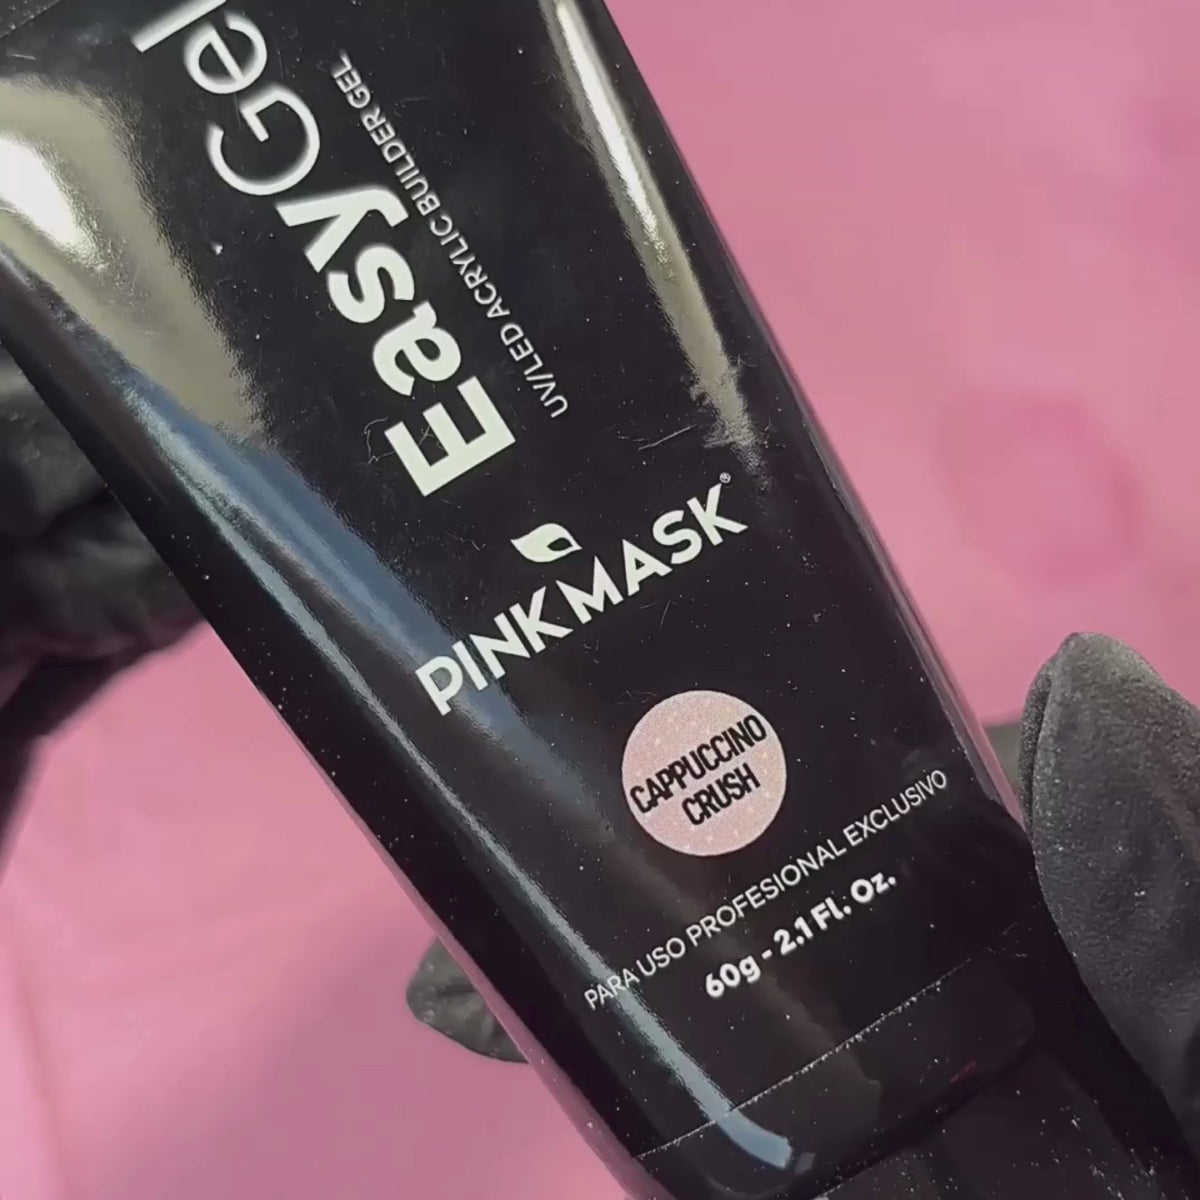 EasyGel
UV/LED ACRYLIC BUILDER GEL
PINKMASK®
CAPPUCCINO
CRUSH
PARA USO PROFESIONAL EXCLUSIVO
60g - 2.1 Fl. Oz.